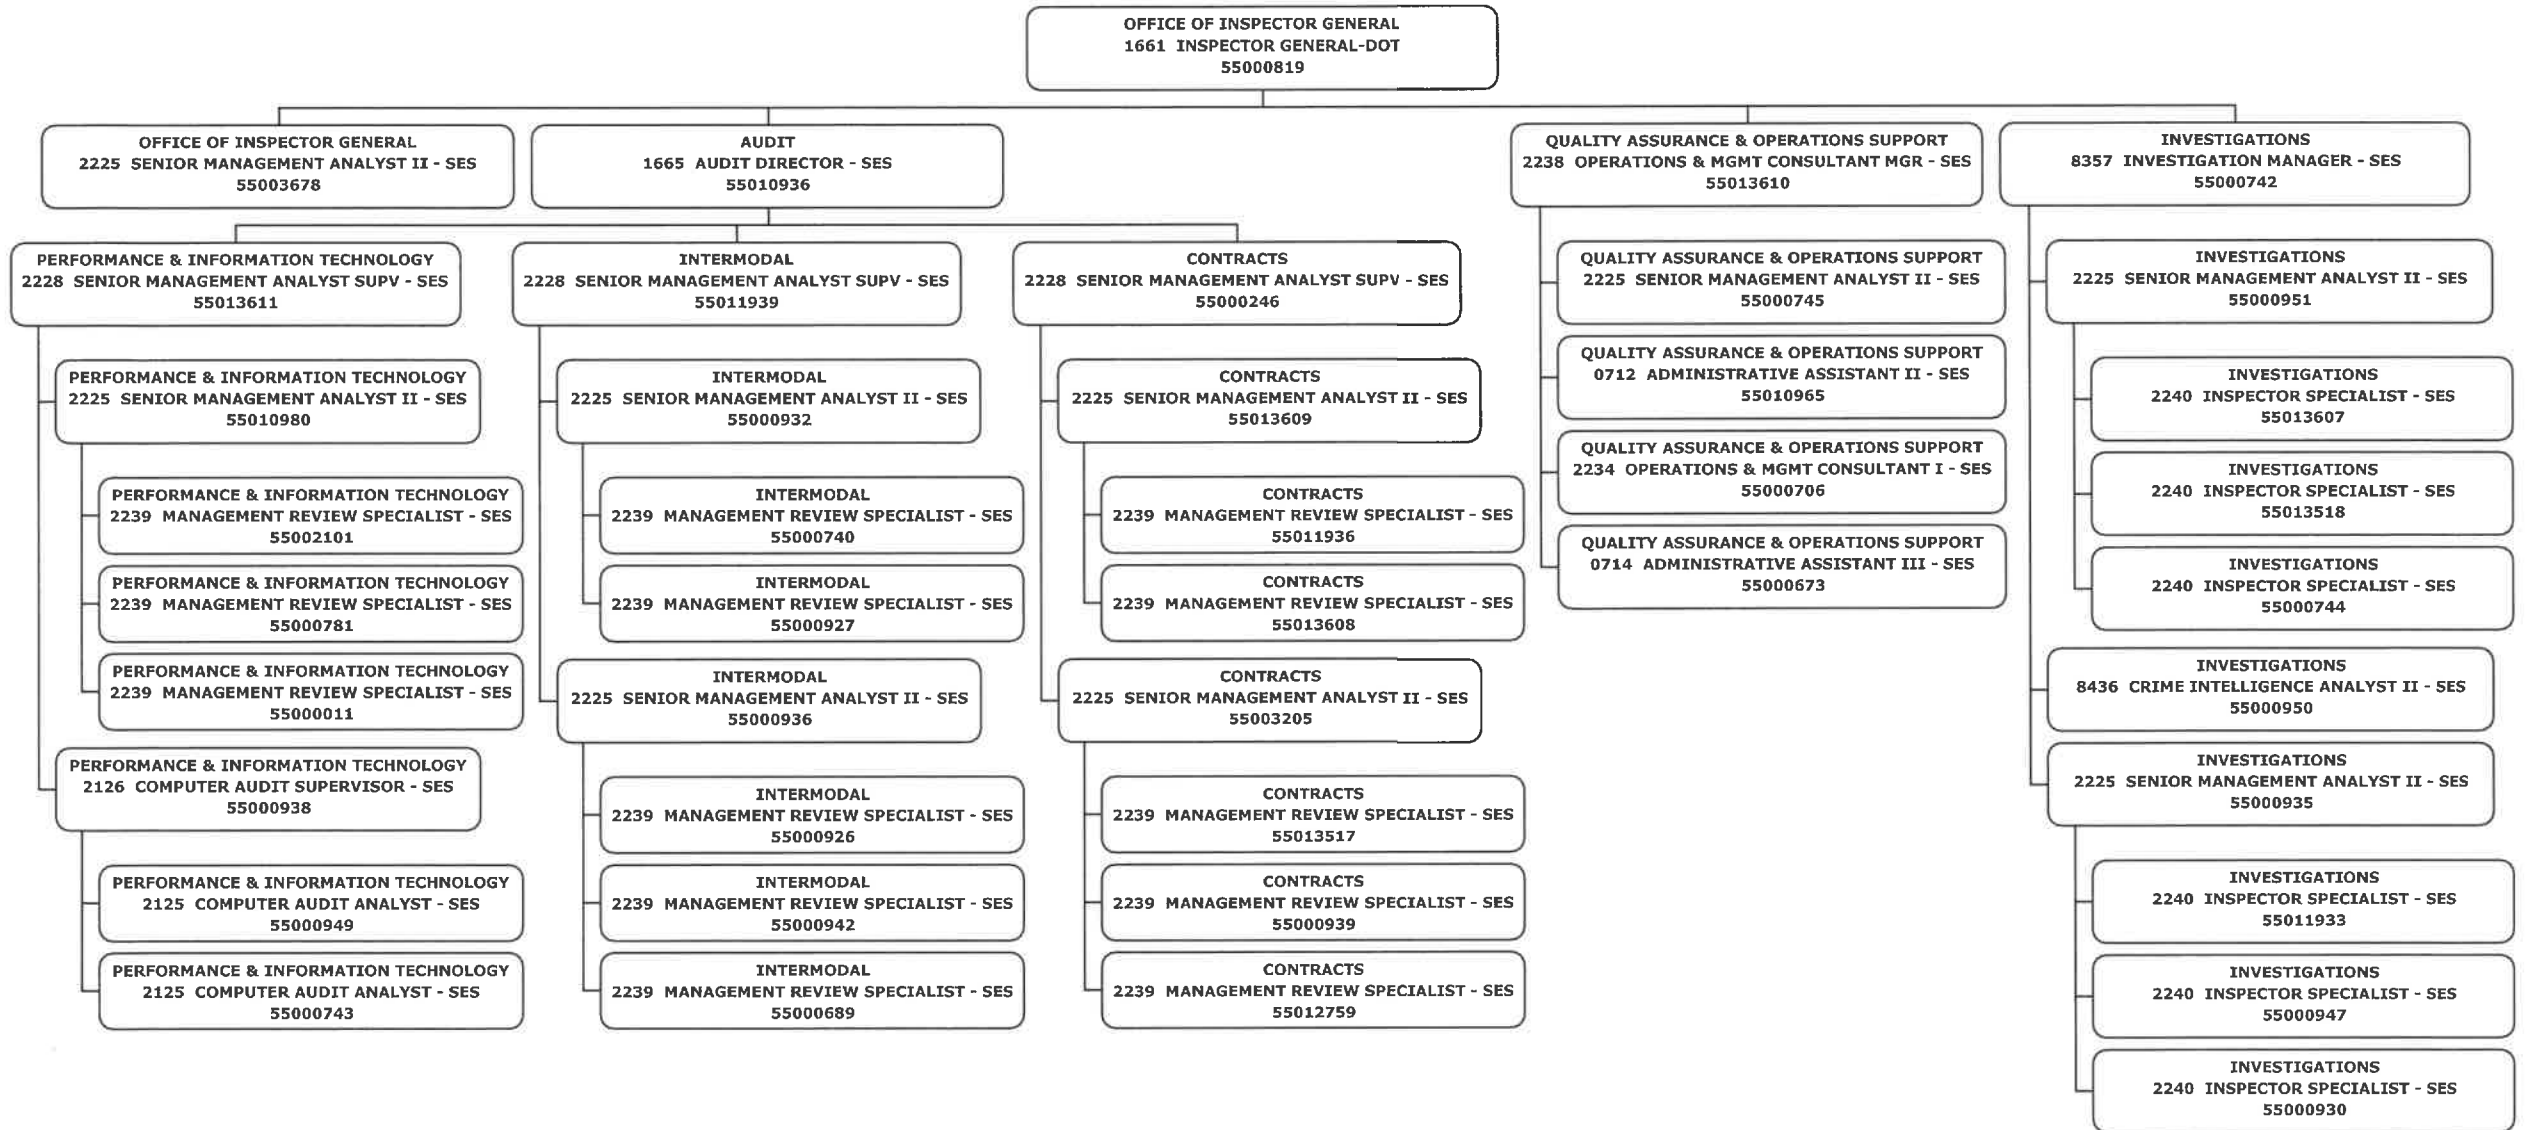 OFFICE OF INSPECTOR GENERAL
1661 INSPECTOR GENERAL-DOT
55000819
OFFICE OF INSPECTOR GENERAL
2225 SENIOR MANAGEMENT ANALYST II - SES
55003678
AUDIT
1665 AUDIT DIRECTOR - SES
55010936
QUALITY ASSURANCE & OPERATIONS SUPPORT
2238 OPERATIONS & MGMT CONSULTANT MGR - SES
55013610
INVESTIGATIONS
8357 INVESTIGATION MANAGER - SES
55000742
PERFORMANCE & INFORMATION TECHNOLOGY
2228 SENIOR MANAGEMENT ANALYST SUPV - SES
55013611
PERFORMANCE & INFORMATION TECHNOLOGY
2225 SENIOR MANAGEMENT ANALYST II - SES
55010980
PERFORMANCE & INFORMATION TECHNOLOGY
2239 MANAGEMENT REVIEW SPECIALIST - SES
55002101
PERFORMANCE & INFORMATION TECHNOLOGY
2239 MANAGEMENT REVIEW SPECIALIST - SES
55000781
PERFORMANCE & INFORMATION TECHNOLOGY
2239 MANAGEMENT REVIEW SPECIALIST - SES
55000011
PERFORMANCE & INFORMATION TECHNOLOGY
2126 COMPUTER AUDIT SUPERVISOR - SES
55000938
PERFORMANCE & INFORMATION TECHNOLOGY
2125 COMPUTER AUDIT ANALYST - SES
55000949
PERFORMANCE & INFORMATION TECHNOLOGY
2125 COMPUTER AUDIT ANALYST - SES
55000743
INTERMODAL
2228 SENIOR MANAGEMENT ANALYST SUPV - SES
55011939
INTERMODAL
2225 SENIOR MANAGEMENT ANALYST II - SES
55000932
INTERMODAL
2239 MANAGEMENT REVIEW SPECIALIST - SES
55000740
INTERMODAL
2239 MANAGEMENT REVIEW SPECIALIST - SES
55000927
INTERMODAL
2225 SENIOR MANAGEMENT ANALYST II - SES
55000936
INTERMODAL
2239 MANAGEMENT REVIEW SPECIALIST - SES
55000926
INTERMODAL
2239 MANAGEMENT REVIEW SPECIALIST - SES
55000942
INTERMODAL
2239 MANAGEMENT REVIEW SPECIALIST - SES
55000689
CONTRACTS
2228 SENIOR MANAGEMENT ANALYST SUPV - SES
55000246
CONTRACTS
2225 SENIOR MANAGEMENT ANALYST II - SES
55013609
CONTRACTS
2239 MANAGEMENT REVIEW SPECIALIST - SES
55011936
CONTRACTS
2239 MANAGEMENT REVIEW SPECIALIST - SES
55013608
CONTRACTS
2225 SENIOR MANAGEMENT ANALYST II - SES
55003205
CONTRACTS
2239 MANAGEMENT REVIEW SPECIALIST - SES
55013517
CONTRACTS
2239 MANAGEMENT REVIEW SPECIALIST - SES
55000939
CONTRACTS
2239 MANAGEMENT REVIEW SPECIALIST - SES
55012759
QUALITY ASSURANCE & OPERATIONS SUPPORT
2225 SENIOR MANAGEMENT ANALYST II - SES
55000745
QUALITY ASSURANCE & OPERATIONS SUPPORT
0712 ADMINISTRATIVE ASSISTANT II - SES
55010965
QUALITY ASSURANCE & OPERATIONS SUPPORT
2234 OPERATIONS & MGMT CONSULTANT I - SES
55000706
QUALITY ASSURANCE & OPERATIONS SUPPORT
0714 ADMINISTRATIVE ASSISTANT III - SES
55000673
INVESTIGATIONS
2225 SENIOR MANAGEMENT ANALYST II - SES
55000951
INVESTIGATIONS
2240 INSPECTOR SPECIALIST - SES
55013607
INVESTIGATIONS
2240 INSPECTOR SPECIALIST - SES
55013518
INVESTIGATIONS
2240 INSPECTOR SPECIALIST - SES
55000744
INVESTIGATIONS
8436 CRIME INTELLIGENCE ANALYST II - SES
55000950
INVESTIGATIONS
2225 SENIOR MANAGEMENT ANALYST II - SES
55000935
INVESTIGATIONS
2240 INSPECTOR SPECIALIST - SES
55011933
INVESTIGATIONS
2240 INSPECTOR SPECIALIST - SES
55000947
INVESTIGATIONS
2240 INSPECTOR SPECIALIST - SES
55000930